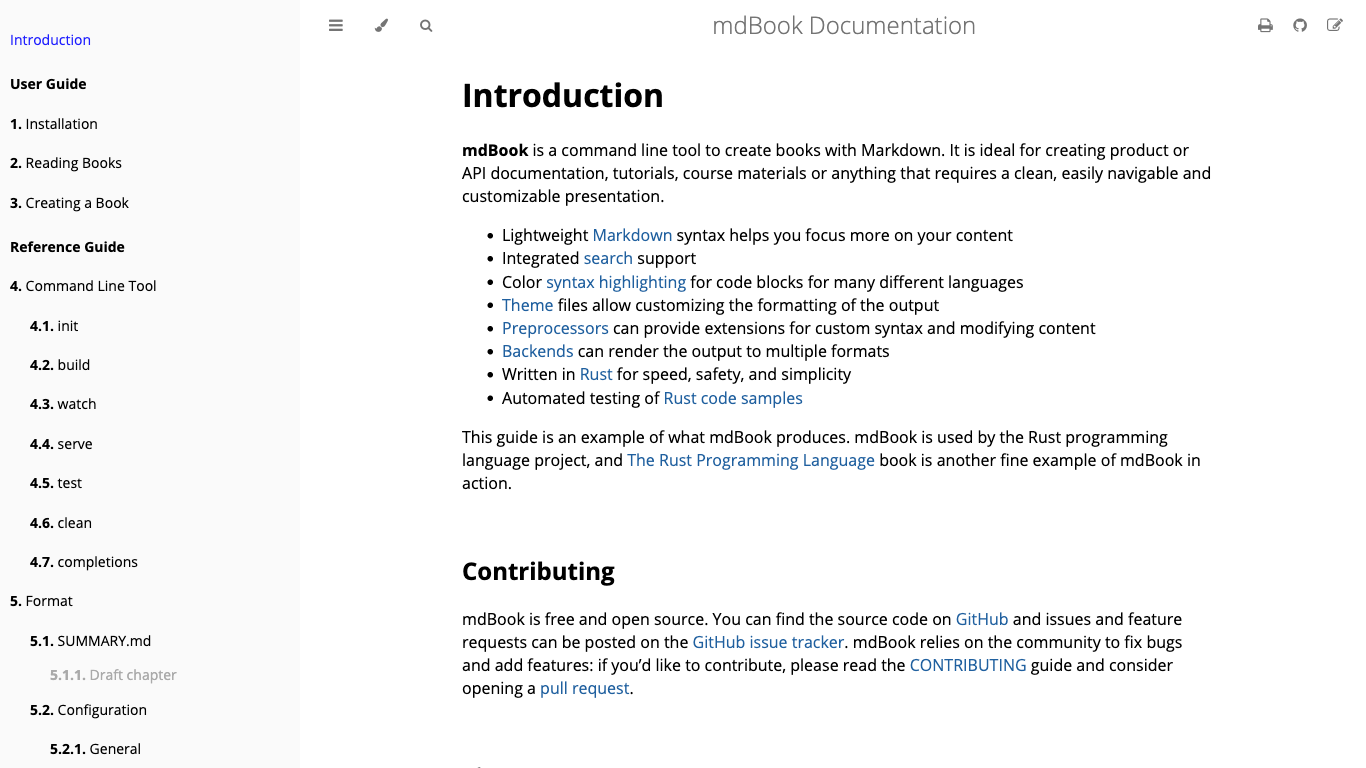 Introduction
User Guide
1. Installation
2. Reading Books
3. Creating a Book
Reference Guide
4. Command Line Tool
4.1. init
4.2. build
4.3. watch
4.4. serve
4.5. test
4.6. clean
4.7. completions
5. Format
5.1. SUMMARY.md
5.1.1. Draft chapter
5.2. Configuration
5.2.1. General
mdBook Documentation
Introduction
mdBook is a command line tool to create books with Markdown. It is ideal for creating product or
API documentation, tutorials, course materials or anything that requires a clean, easily navigable and
customizable presentation.
• Lightweight Markdown syntax helps you focus more on your content
• Integrated search support
• Color syntax highlighting for code blocks for many different languages
• Theme files allow customizing the formatting of the output
• Preprocessors can provide extensions for custom syntax and modifying content
• Backends can render the output to multiple formats
• Written in Rust for speed, safety, and simplicity
• Automated testing of Rust code samples
This guide is an example of what mdBook produces. mdBook is used by the Rust programming
language project, and The Rust Programming Language book is another fine example of mdBook in
action.
Contributing
mdBook is free and open source. You can find the source code on GitHub and issues and feature
requests can be posted on the GitHub issue tracker. mdBook relies on the community to fix bugs
and add features: if you’d like to contribute, please read the CONTRIBUTING guide and consider
opening a pull request.